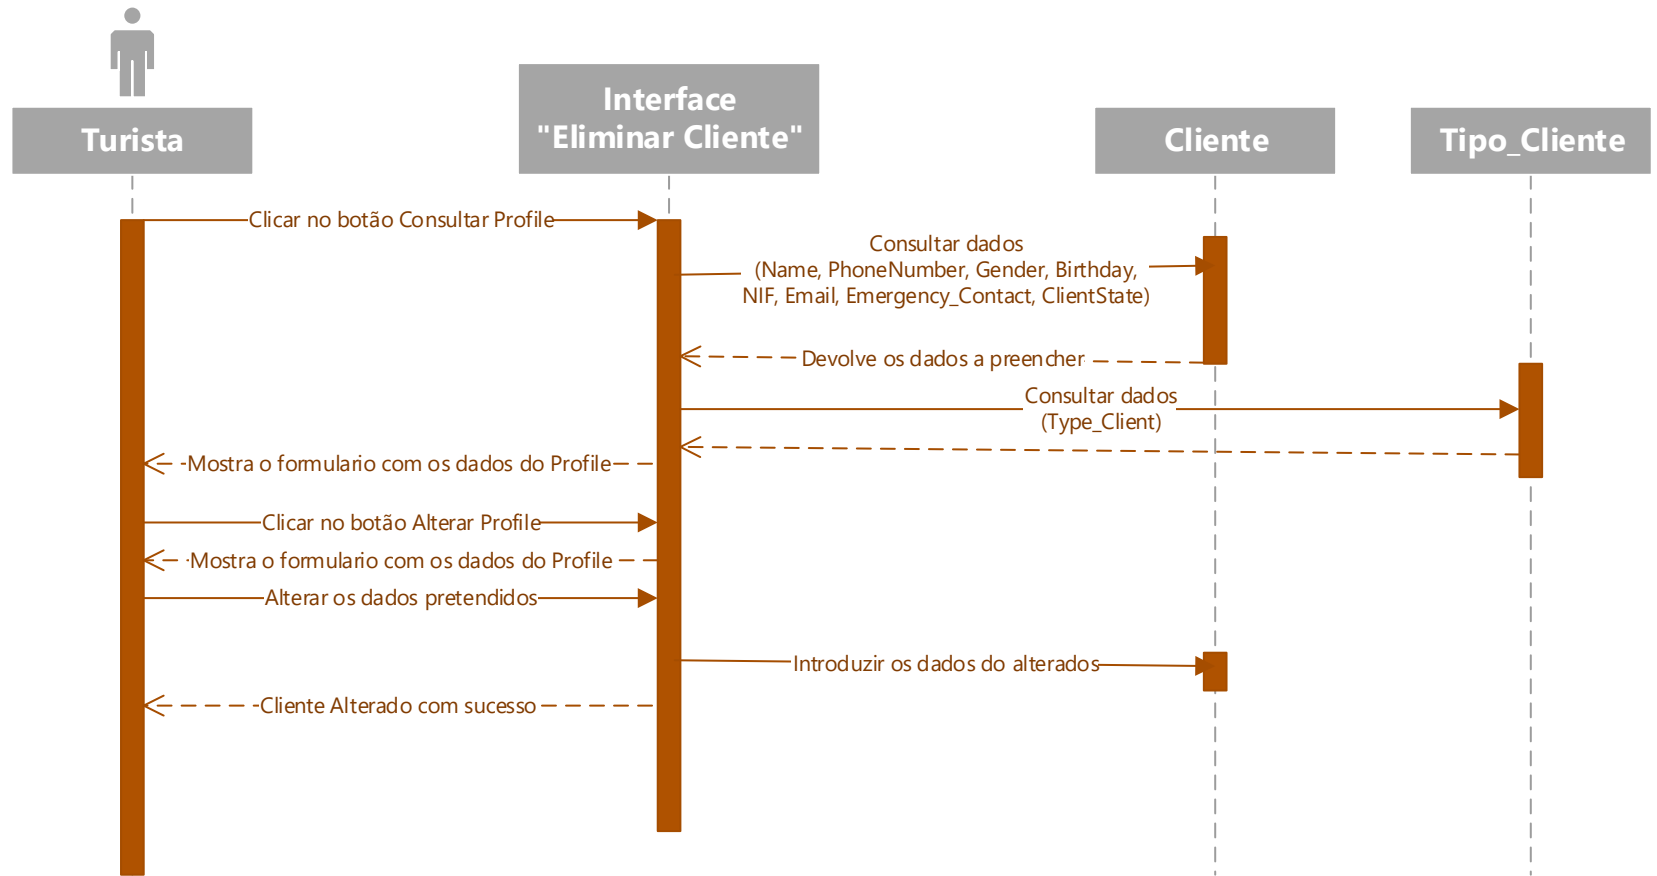 Turista
Interface
"Eliminar Cliente"
Cliente
Tipo_Cliente
Clicar no botão Consultar Profile
Consultar dados
(Name, PhoneNumber, Gender, Birthday,
NIF, Email, Emergency_Contact, ClientState)
Devolve os dados a preencher
Consultar dados
(Type_Client)
Mostra o formulario com os dados do Profile
Clicar no botão Alterar Profile
Mostra o formulario com os dados do Profile
Alterar os dados pretendidos
Introduzir os dados do alterados
Cliente Alterado com sucesso